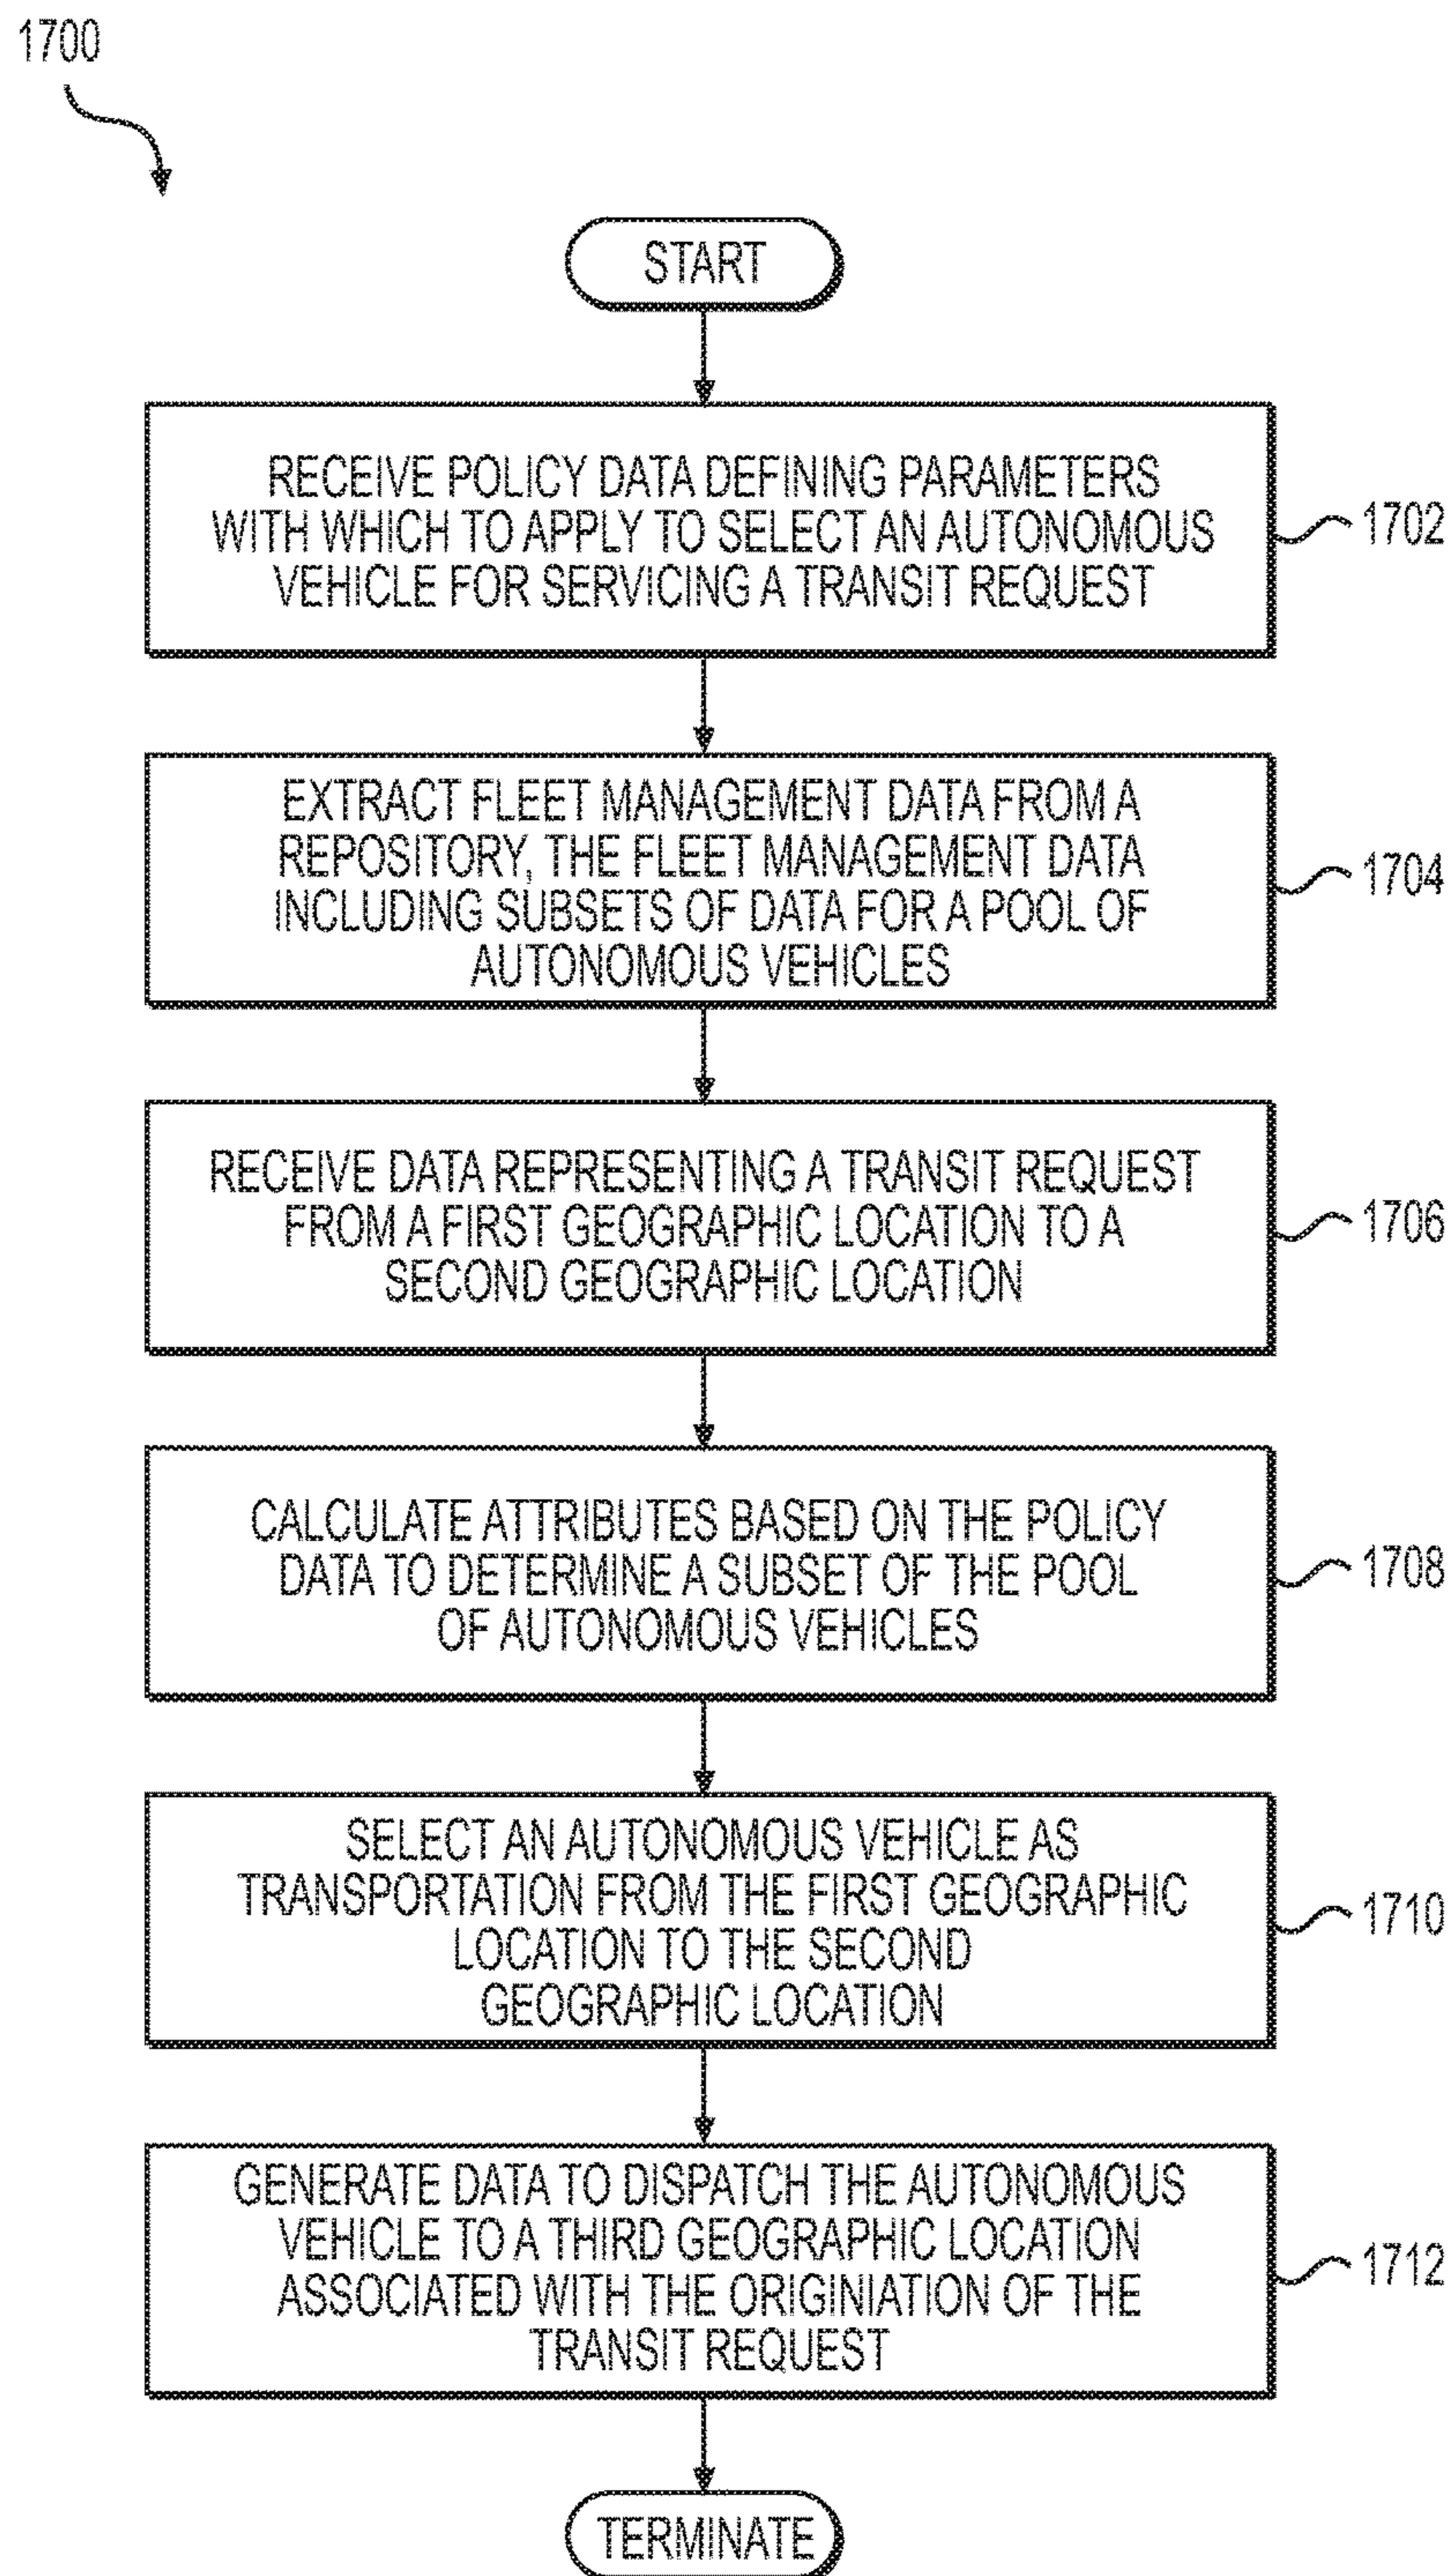 1700
START
RECEIVE POLICY DATA DEFINING PARAMETERS
WITH WHICH TO APPLY TO SELECT AN AUTONOMOUS
VEHICLE FOR SERVICING A TRANSIT REQUEST
1702
EXTRACT FLEET MANAGEMENT DATA FROM A
REPOSITORY, THE FLEET MANAGEMENT DATA
INCLUDING SUBSETS OF DATA FOR A POOL OF
AUTONOMOUS VEHICLES
1704
RECEIVE DATA REPRESENTING A TRANSIT REQUEST
FROM A FIRST GEOGRAPHIC LOCATION TO A
SECOND GEOGRAPHIC LOCATION
1706
CALCULATE ATTRIBUTES BASED ON THE POLICY
DATA TO DETERMINE A SUBSET OF THE POOL
OF AUTONOMOUS VEHICLES
1708
SELECT AN AUTONOMOUS VEHICLE AS
TRANSPORTATION FROM THE FIRST GEOGRAPHIC
LOCATION TO THE SECOND
GEOGRAPHIC LOCATION
1710
GENERATE DATA TO DISPATCH THE AUTONOMOUS
VEHICLE TO A THIRD GEOGRAPHIC LOCATION
ASSOCIATED WITH THE ORIGINIATION OF THE
TRANSIT REQUEST
1712
TERMINATE